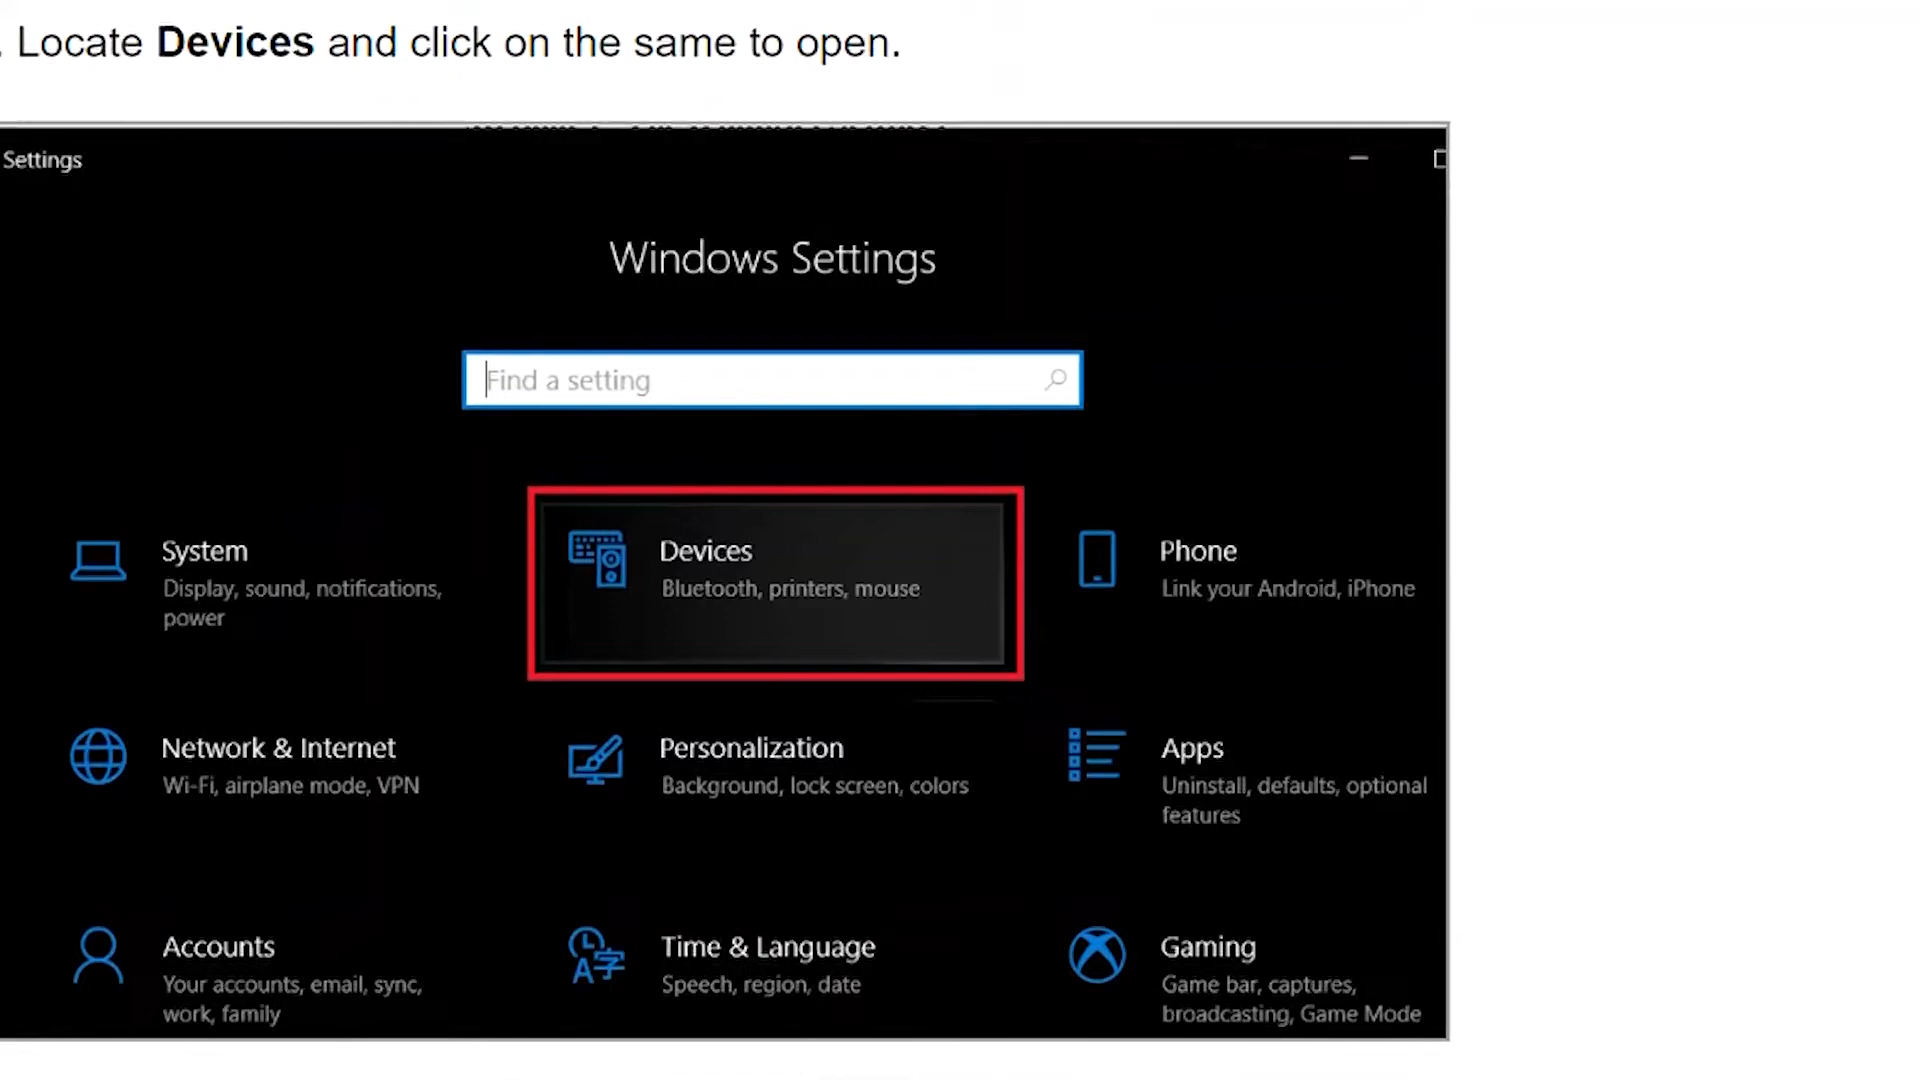 . Locate Devices and click on the same to open.
Settings
Windows Settings
Find a setting
System
Display, sound, notifications,
power
Devices
Bluetooth, printers, mouse
Phone
Link your Android, iPhone
Network & Internet
Wi-Fi, airplane mode, VPN
Personalization
Background, lock screen, colors
Apps
Uninstall, defaults, optional
features
Accounts
Your accounts, email, sync,
work, family
Time & Language
Speech, region, date
Gaming
Game bar, captures,
broadcasting, Game Mode